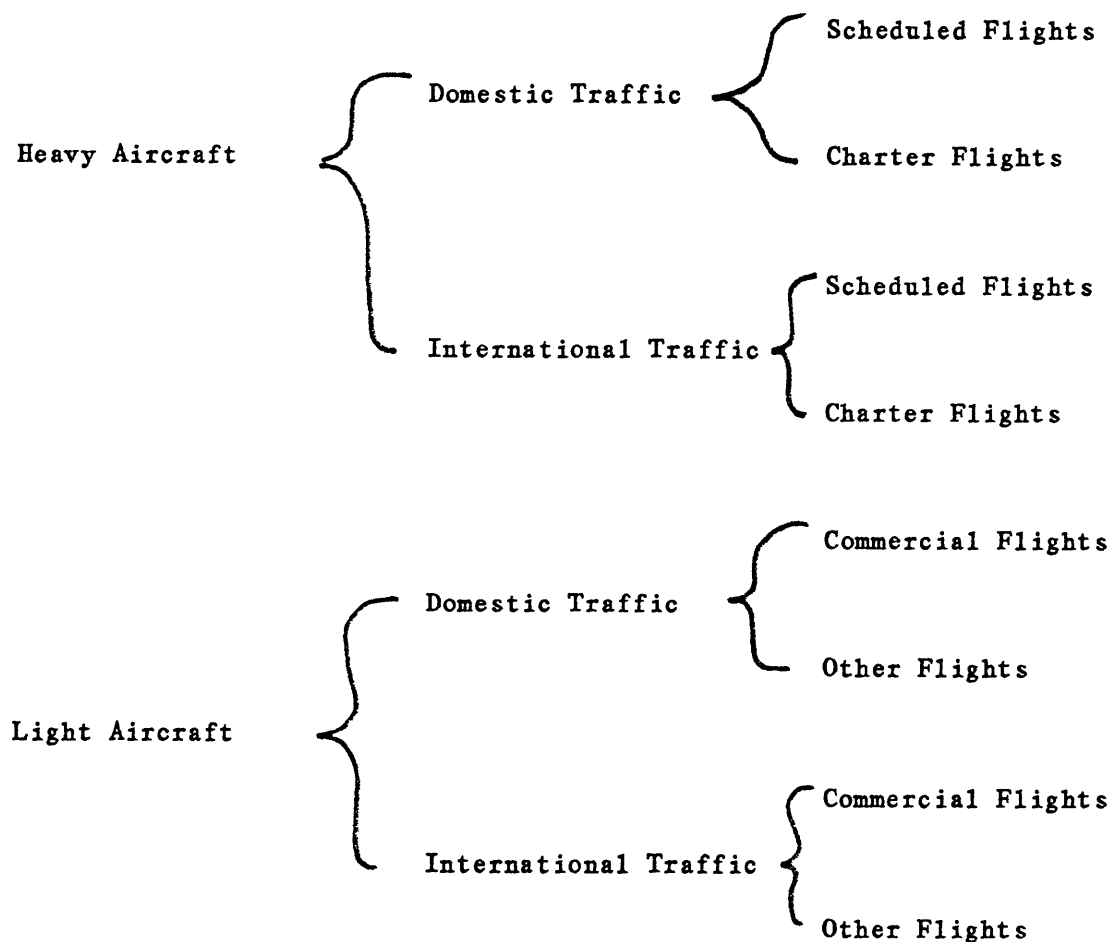 Scheduled Flights
Domestic Traffic
Heavy Aircraft
Charter Flights
Scheduled Flights
International Traffic
Charter Flights
Commercial Flights
Domestic Traffic
Other Flights
Light Aircraft
Commercial Flights
International Traffic
Other Flights